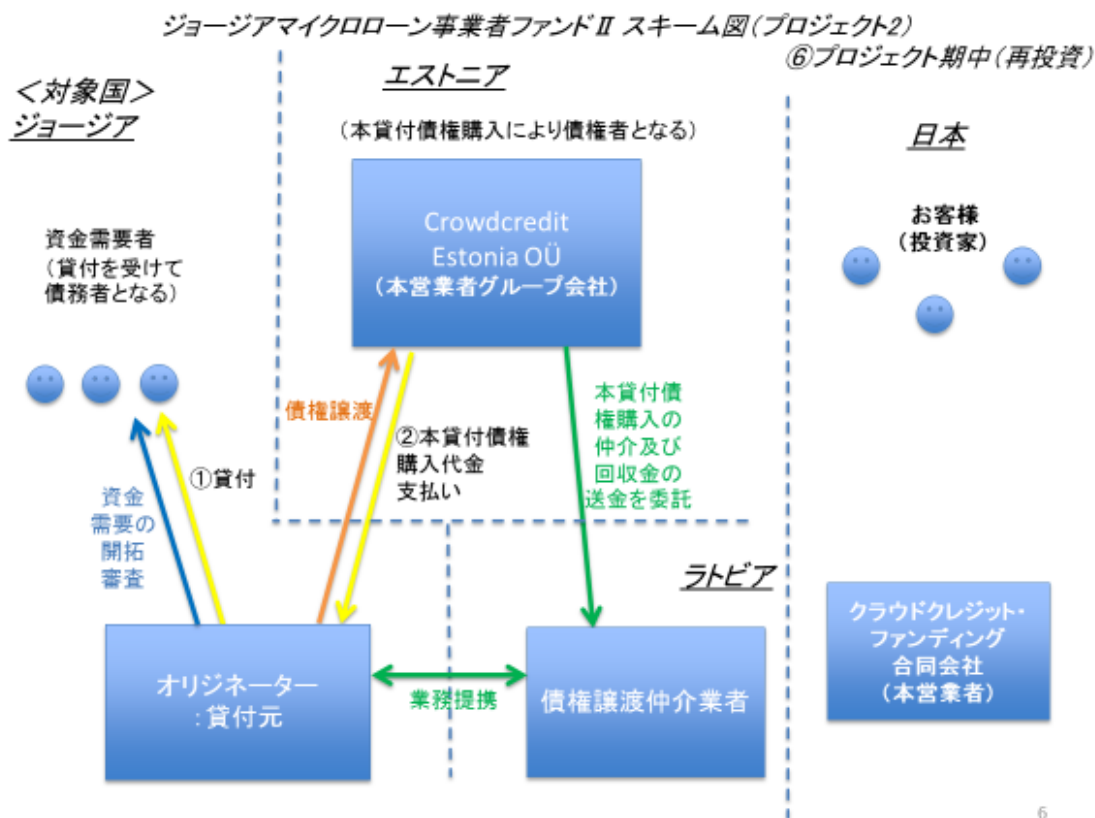 ジョージアマイクロローン事業者ファンドⅡ スキーム図(プロジェクト2)
⑥プロジェクト期中(再投資)
<対象国>
ジョージア
エストニア
日本
(本貸付債権購入により債権者となる)
Crowdcredit
Estonia OÜ
(本営業者グループ会社)
お客様
(投資家)
資金需要者
(貸付を受けて
債務者となる)
債権譲渡
②本貸付債権
購入代金
支払い
本貸付債
権購入の
仲介及び
回収金の
送金を委託
①貸付
資金
需要の
開拓
審査
ラトビア
オリジネーター
:貸付元
業務提携
債権譲渡仲介業者
クラウドクレジット・
ファンディング
合同会社
(本営業者)
6